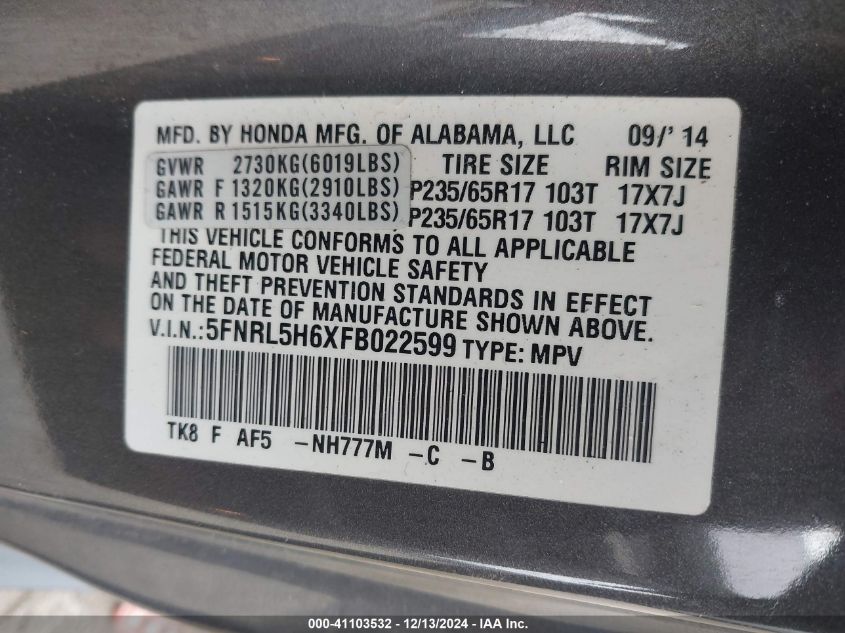 MFD. BY HONDA MFG. OF ALABAMA, LLC 09/' 14
GVWR 2730KG(6019LBS) TIRE SIZE RIM SIZE
GAWR F 1320KG(2910LBS) P235/65R17 103T 17X7J
GAWR R 1515KG(3340LBS) P235/65R17 103T 17X7J
THIS VEHICLE CONFORMS TO ALL APPLICABLE
FEDERAL MOTOR VEHICLE SAFETY
AND THEFT PREVENTION STANDARDS IN EFFECT
ON THE DATE OF MANUFACTURE SHOWN ABOVE.
V.I.N.: 5FNRL5H6XFB022599 TYPE: MPV
TK8 F AF5 -NH777M -C -B
000-41103532 - 12/13/2024 - IAA Inc.